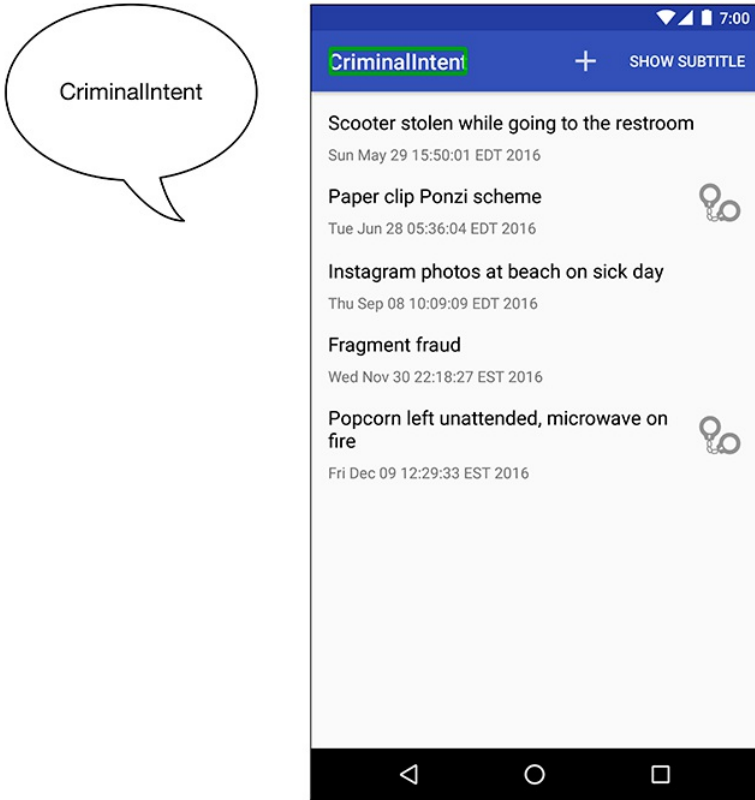 CriminalIntent
7:00
CriminalIntent
SHOW SUBTITLE
Scooter stolen while going to the restroom
Sun May 29 15:50:01 EDT 2016
Paper clip Ponzi scheme
Tue Jun 28 05:36:04 EDT 2016
Instagram photos at beach on sick day
Thu Sep 08 10:09:09 EDT 2016
Fragment fraud
Wed Nov 30 22:18:27 EST 2016
Popcorn left unattended, microwave on
fire
Fri Dec 09 12:29:33 EST 2016